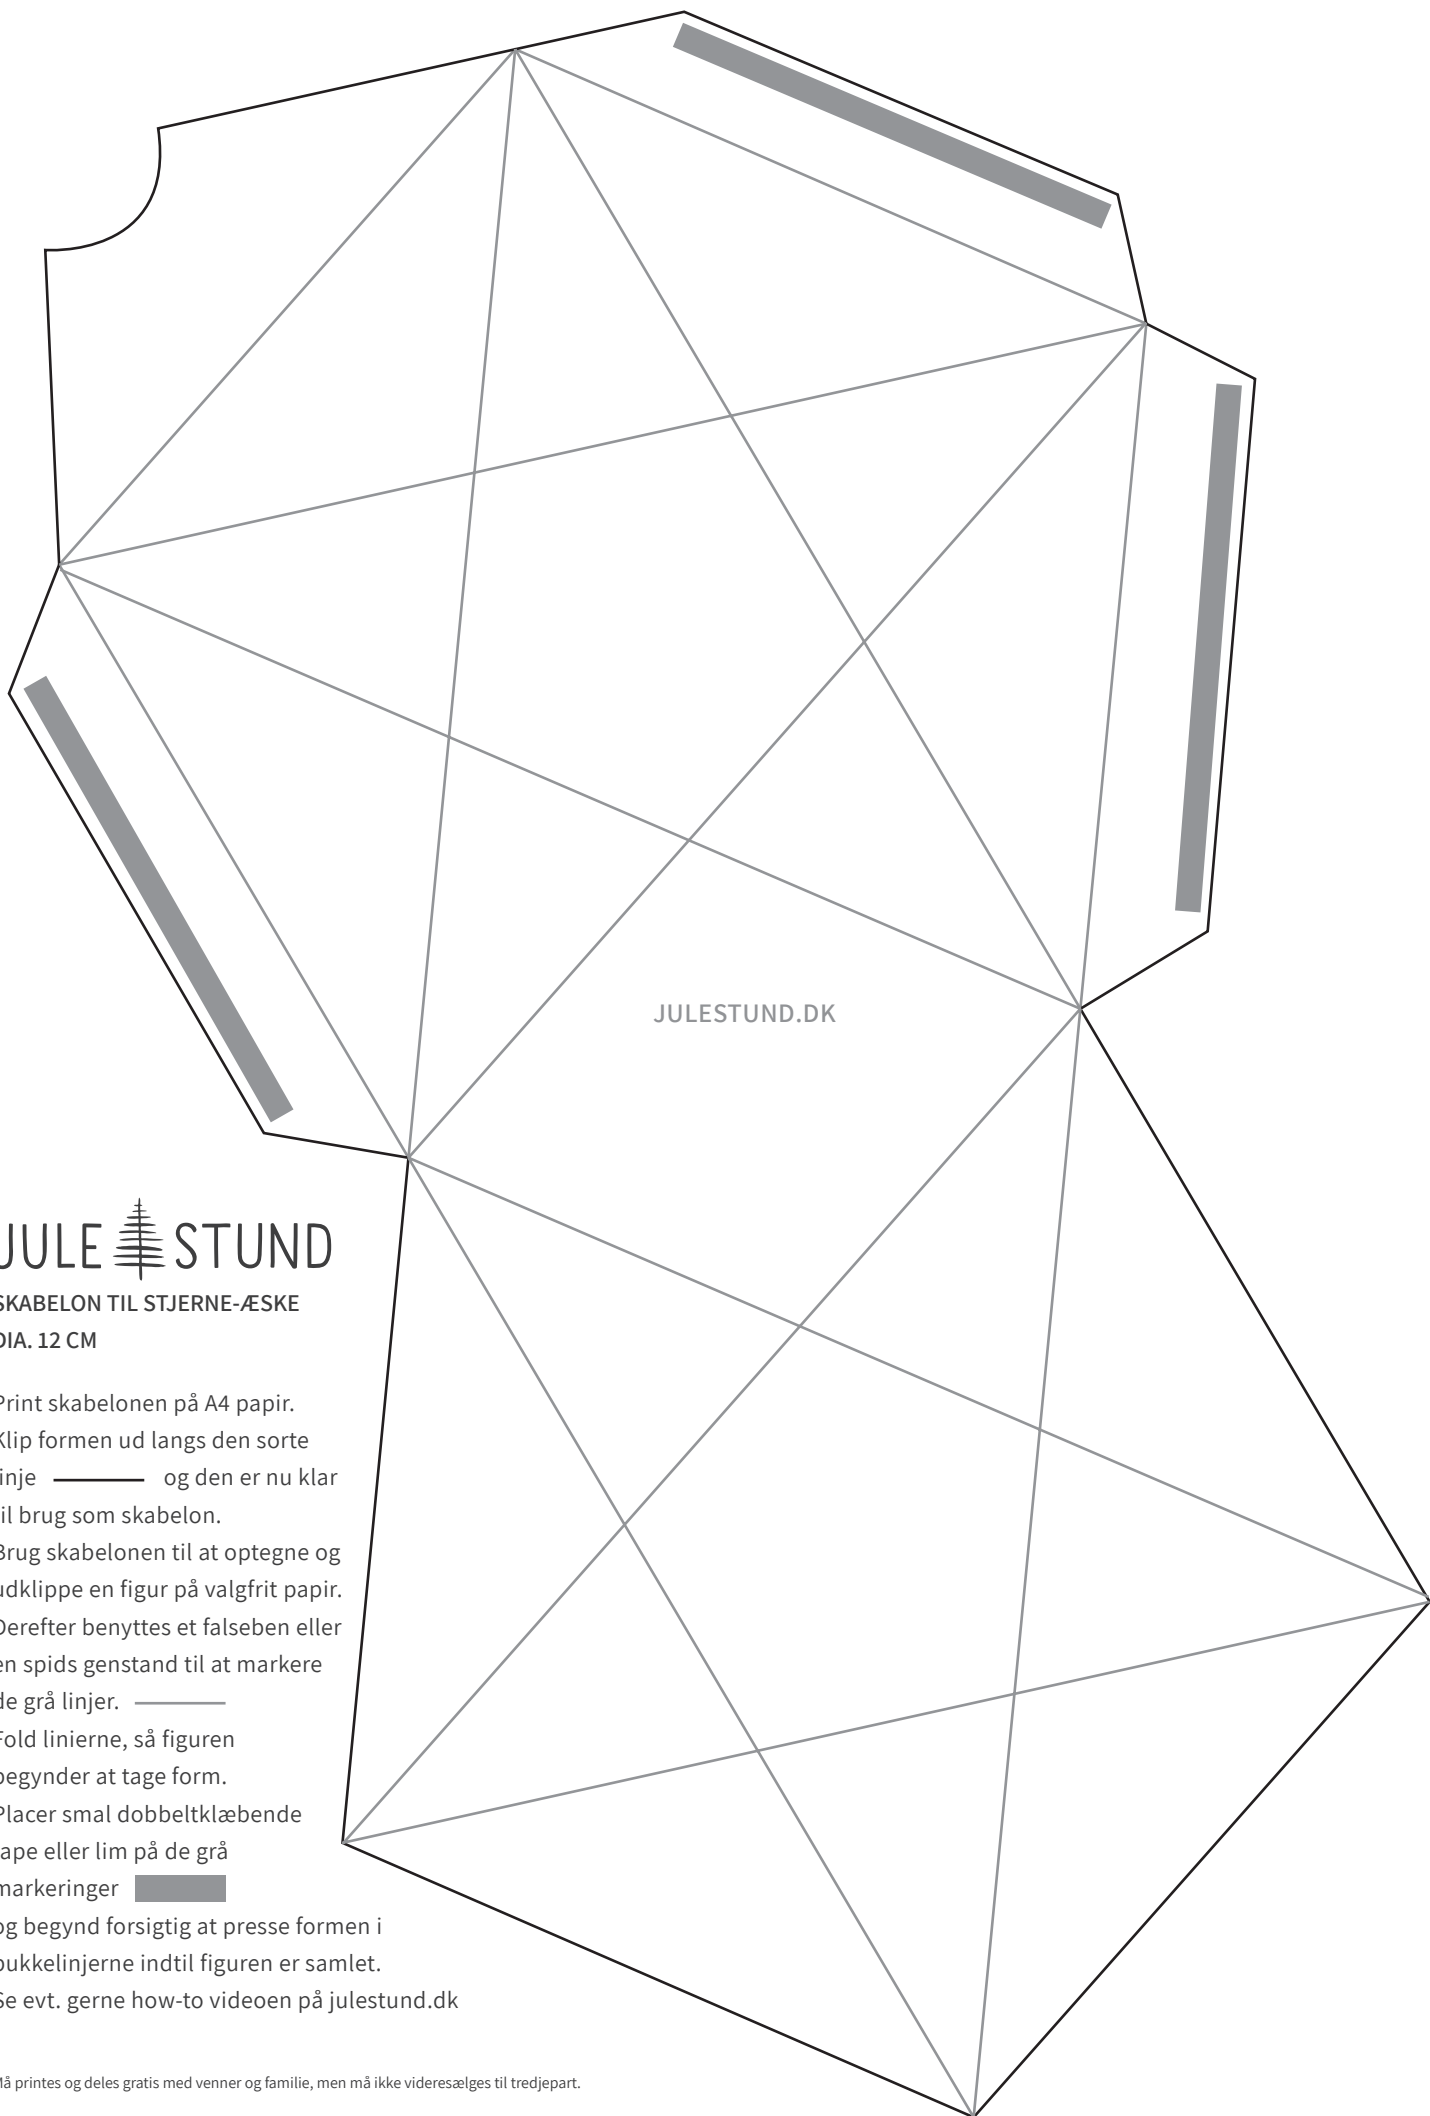 JULESTUND.DK
JULE STUND
SKABELON TIL STJERNE-ÆSKE
DIA. 12 CM
Print skabelonen på A4 papir.
Klip formen ud langs den sorte
linje og den er nu klar
til brug som skabelon.
Brug skabelonen til at optegne og
udklippe en figur på valgfrit papir.
Derefter benyttes et falseben eller
en spids genstand til at markere
de grå linjer.
Fold linierne, så figuren
begynder at tage form.
Placer smal dobbeltklæbende
tape eller lim på de grå
markeringer
og begynd forsigtig at presse formen i
bukkelinjerne indtil figuren er samlet.
Se evt. gerne how-to videoen på julestund.dk
Må printes og deles gratis med venner og familie, men må ikke videresælges til tredjepart.